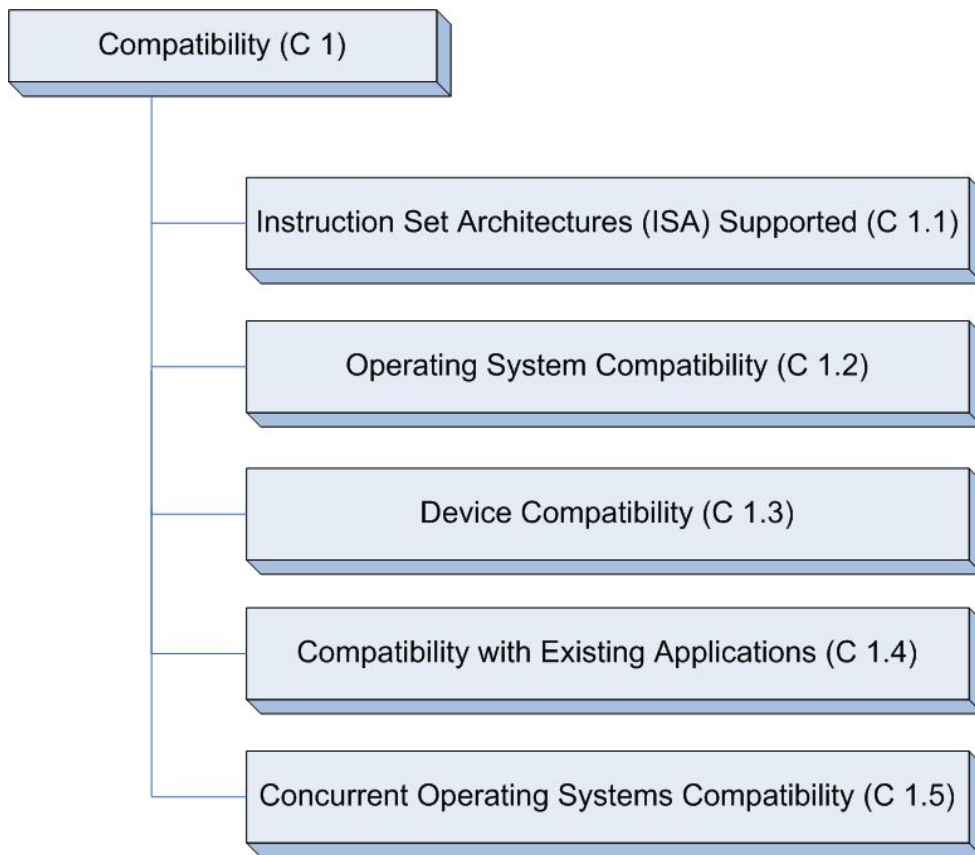 Compatibility (C 1)
Instruction Set Architectures (ISA) Supported (C 1.1)
Operating System Compatibility (C 1.2)
Device Compatibility (C 1.3)
Compatibility with Existing Applications (C 1.4)
Concurrent Operating Systems Compatibility (C 1.5)